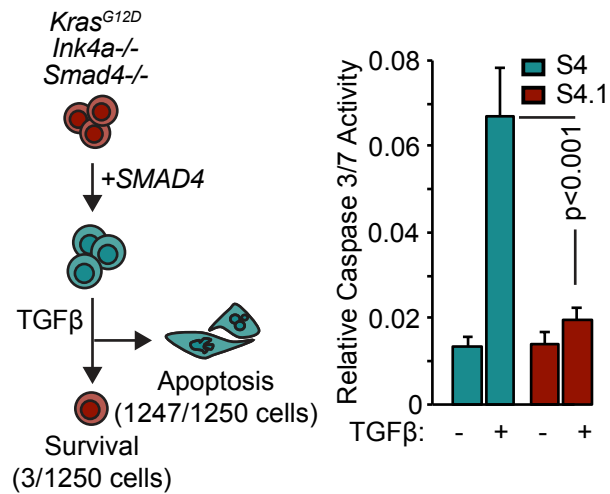 Kras^G12D
Ink4a-/-
Smad4-/-
+SMAD4
TGFβ
Apoptosis
(1247/1250 cells)
Survival
(3/1250 cells)
Relative Caspase 3/7 Activity
0.08
0.06
0.04
0.02
0
S4
S4.1
p<0.001
TGFβ: - + - +